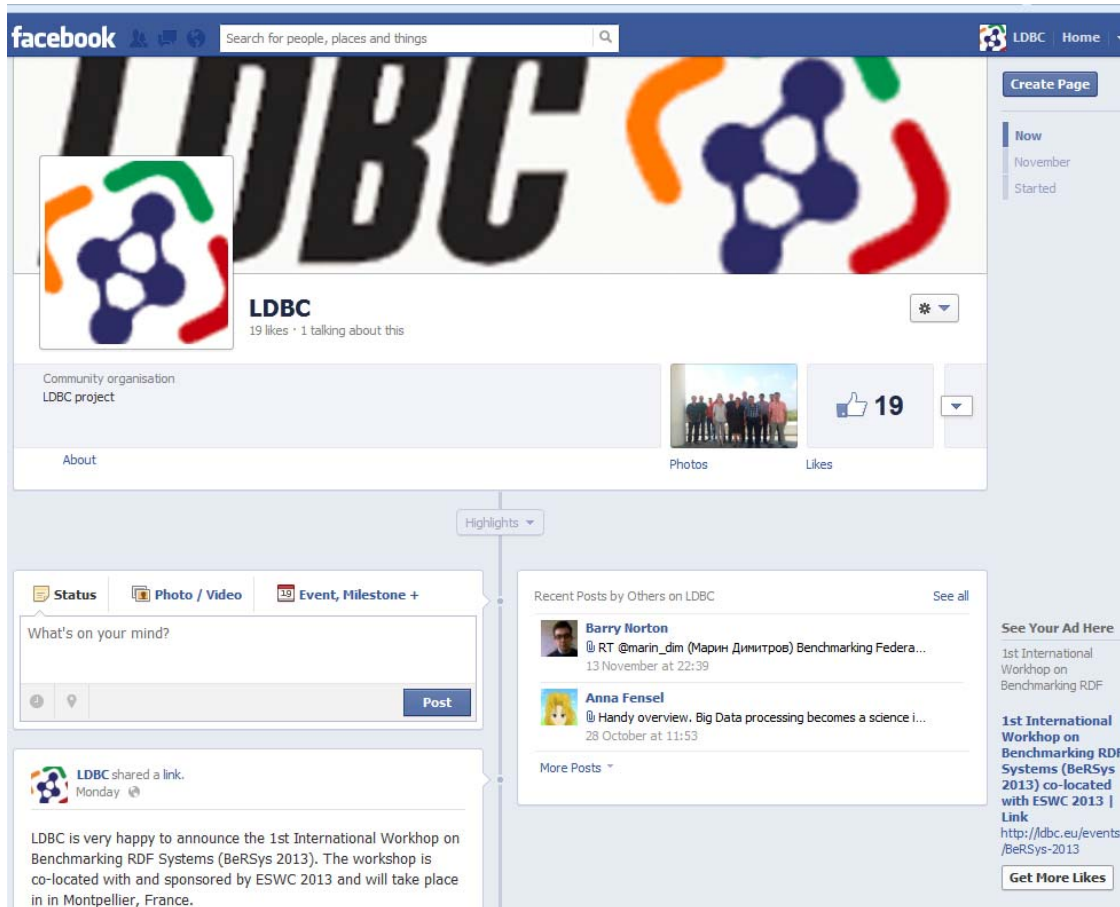 facebook
Search for people, places and things
LDBC
Home
LDBC
Create Page
Now
November
Started
LDBC
19 likes · 1 talking about this
Community organisation
LDBC project
19
About
Photos
Likes
Highlights
Status
Photo / Video
19
Event, Milestone +
What's on your mind?
Post
LDBC shared a link.
Monday
LDBC is very happy to announce the 1st International Workhop on
Benchmarking RDF Systems (BeRSys 2013). The workshop is
co-located with and sponsored by ESWC 2013 and will take place
in in Montpellier, France.
Recent Posts by Others on LDBC
See all
Barry Norton
RT @marin_dim (Марин Димитров) Benchmarking Federa...
13 November at 22:39
Anna Fensel
Handy overview. Big Data processing becomes a science i...
28 October at 11:53
More Posts
See Your Ad Here
1st International
Workhop on
Benchmarking RDF
1st International
Workhop on
Benchmarking RDF
Systems (BeRSys
2013) co-located
with ESWC 2013 |
Link
http://ldbc.eu/events
/BeRSys-2013
Get More Likes